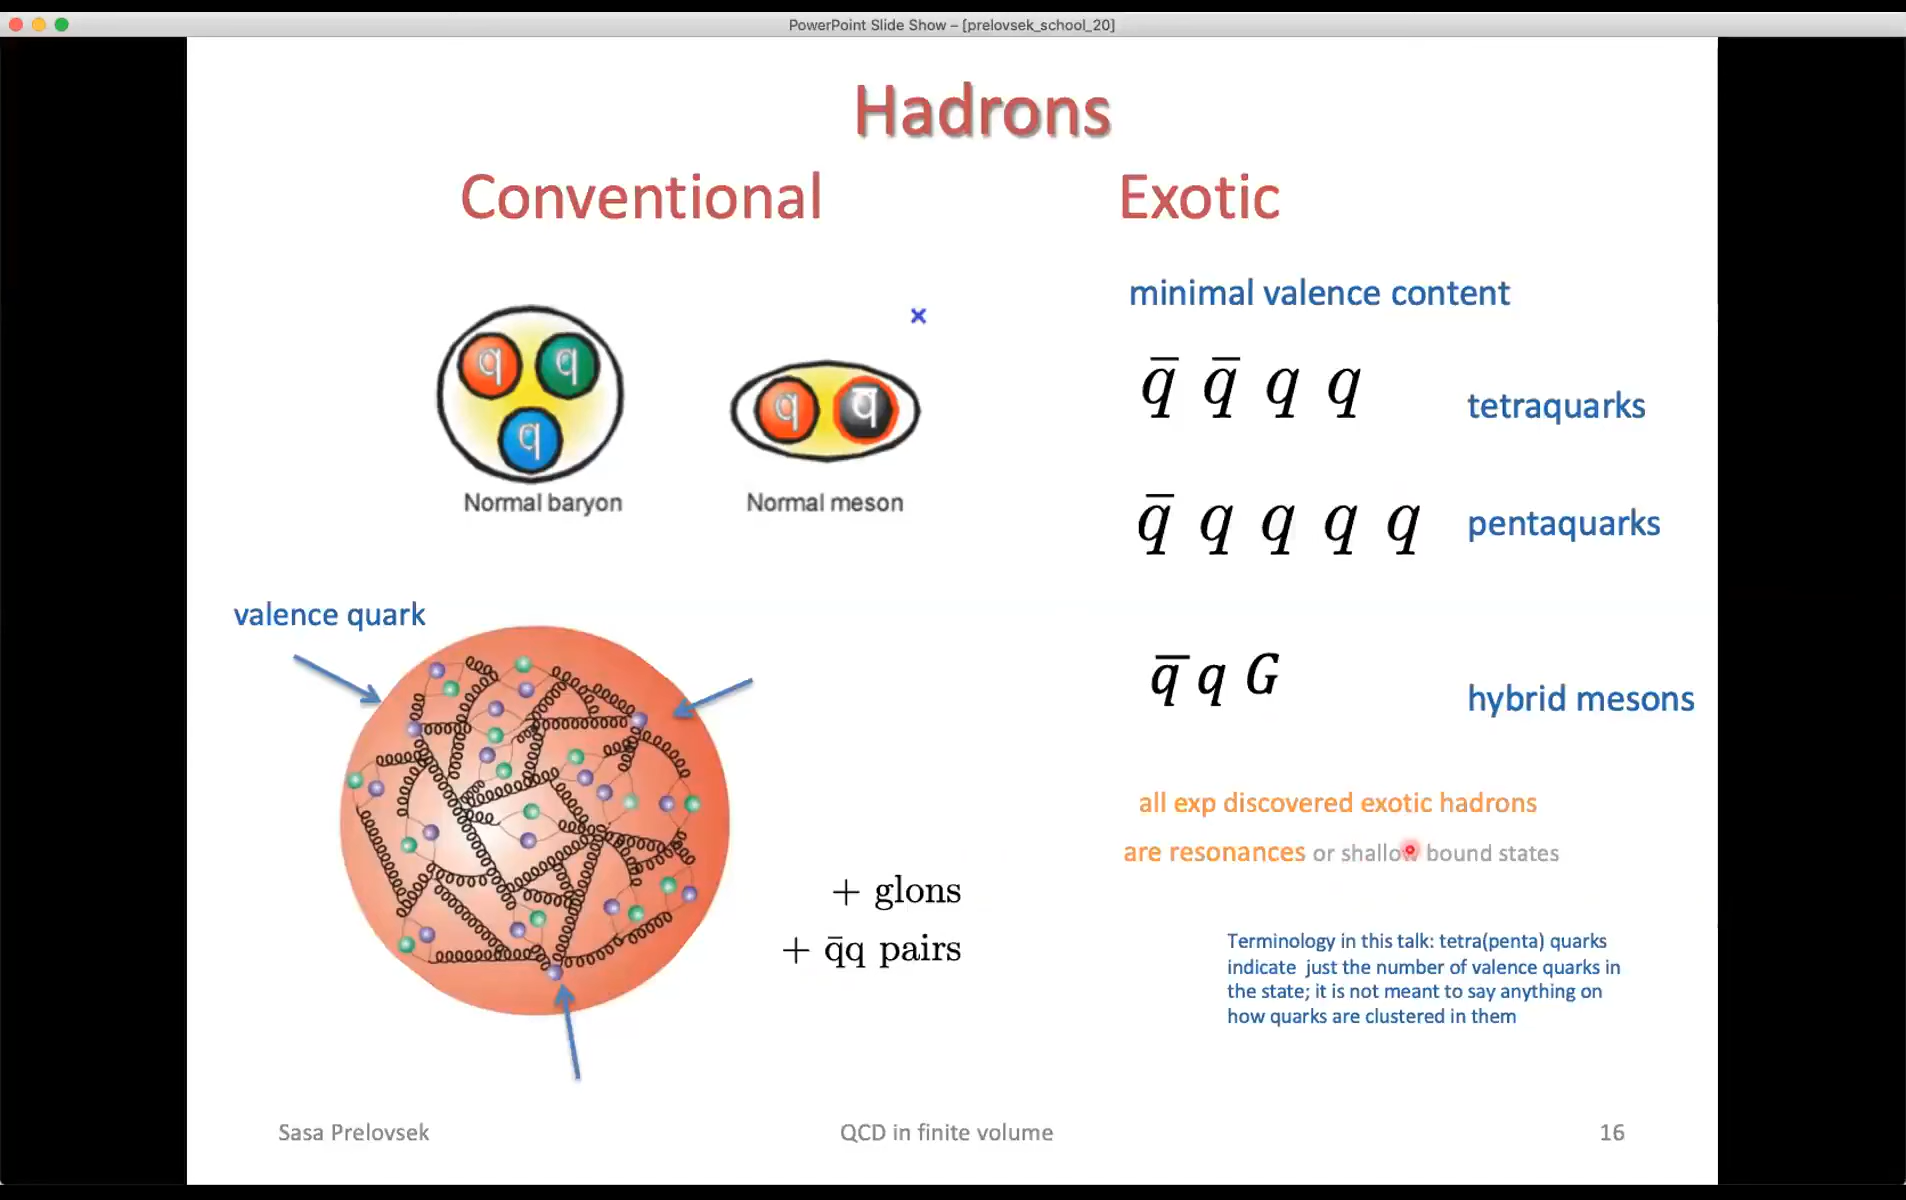 PowerPoint Slide Show – [prelovsek_school_20]
Hadrons
Conventional
Exotic
minimal valence content
q q q
Normal baryon
q q̅
Normal meson
q̅ q̅ q q
tetraquarks
q̅ q q q q
pentaquarks
valence quark
q̅ q G
hybrid mesons
all exp discovered exotic hadrons
are resonances or shallow bound states
+ glons
+ q̅q pairs
Terminology in this talk: tetra(penta) quarks
indicate just the number of valence quarks in
the state; it is not meant to say anything on
how quarks are clustered in them
Sasa Prelovsek
QCD in finite volume
16